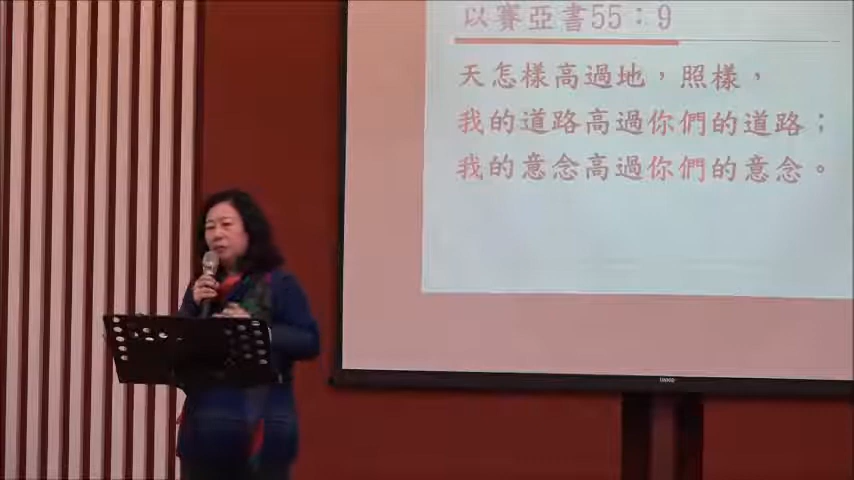 以賽亞書55：9
天怎樣高過地，照樣，
我的道路高過你們的道路；
我的意念高過你們的意念。